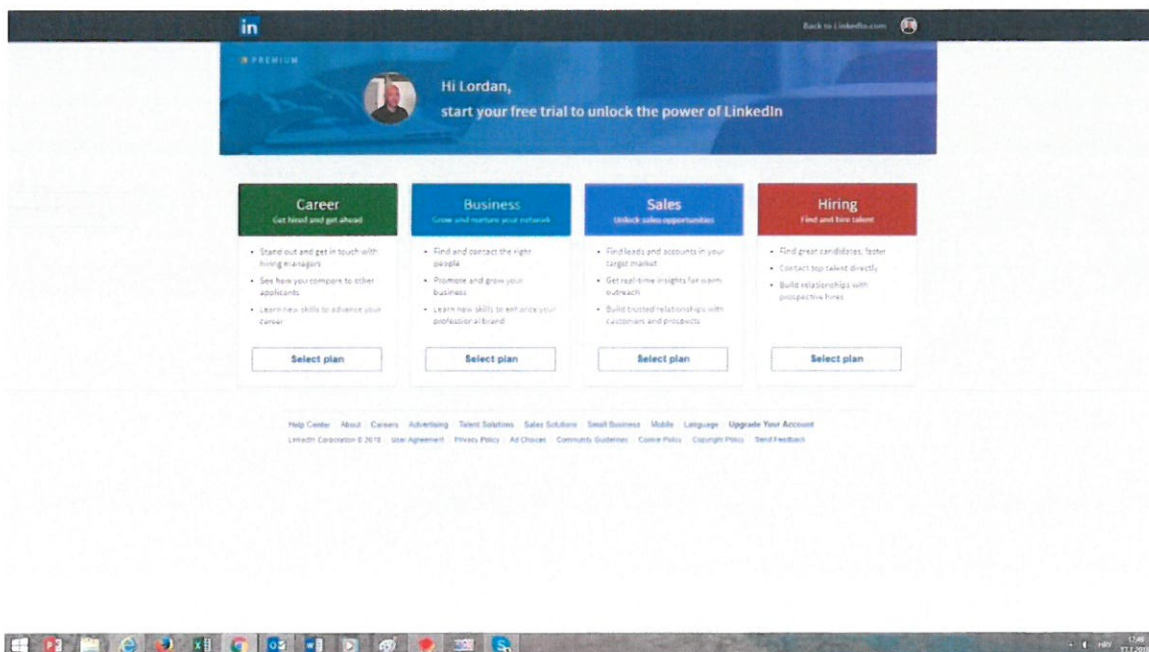 in
Back to LinkedIn.com
PREMIUM
Hi Lordan,
start your free trial to unlock the power of LinkedIn
Career
Get hired and get ahead
• Stand out and get in touch with
hiring managers
• See how you compare to other
applicants
• Learn new skills to advance your
career
Select plan
Business
Grow and nurture your network
• Find and contact the right
people
• Promote and grow your
business
• Learn new skills to enhance your
professional brand
Select plan
Sales
Unlock sales opportunities
• Find leads and accounts in your
target market
• Get real-time insights for warm
outreach
• Build trusted relationships with
customers and prospects
Select plan
Hiring
Find and hire talent
• Find great candidates, faster
• Contact top talent directly
• Build relationships with
prospective hires
Select plan
Help Center About Careers Advertising Talent Solutions Sales Solutions Small Business Mobile Language Upgrade Your Account
LinkedIn Corporation © 2018 User Agreement Privacy Policy Ad Choices Community Guidelines Cookie Policy Copyright Policy Send Feedback
HRV
17:49